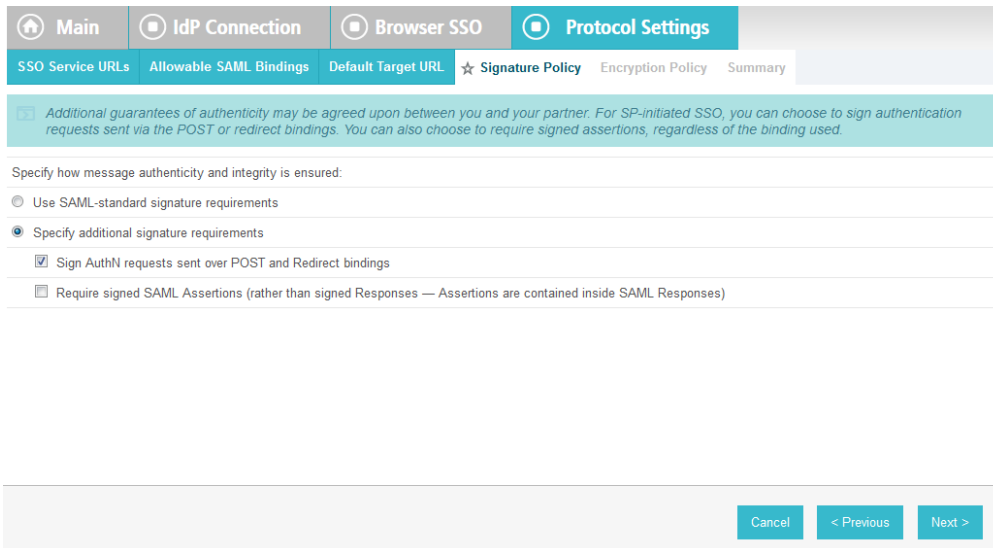 Main IdP Connection Browser SSO Protocol Settings
SSO Service URLs Allowable SAML Bindings Default Target URL Signature Policy Encryption Policy Summary
Additional guarantees of authenticity may be agreed upon between you and your partner. For SP-initiated SSO, you can choose to sign authentication
requests sent via the POST or redirect bindings. You can also choose to require signed assertions, regardless of the binding used.
Specify how message authenticity and integrity is ensured:
Use SAML-standard signature requirements
Specify additional signature requirements
Sign AuthN requests sent over POST and Redirect bindings
Require signed SAML Assertions (rather than signed Responses — Assertions are contained inside SAML Responses)
Cancel < Previous Next >